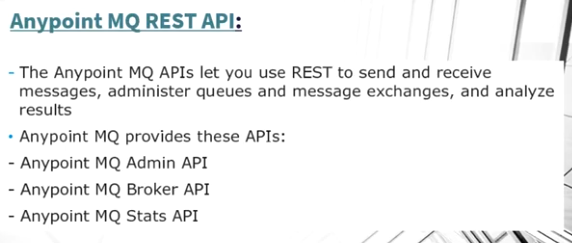 Anypoint MQ REST API:
- The Anypoint MQ APIs let you use REST to send and receive
messages, administer queues and message exchanges, and analyze
results
• Anypoint MQ provides these APIs:
- Anypoint MQ Admin API
- Anypoint MQ Broker API
- Anypoint MQ Stats API